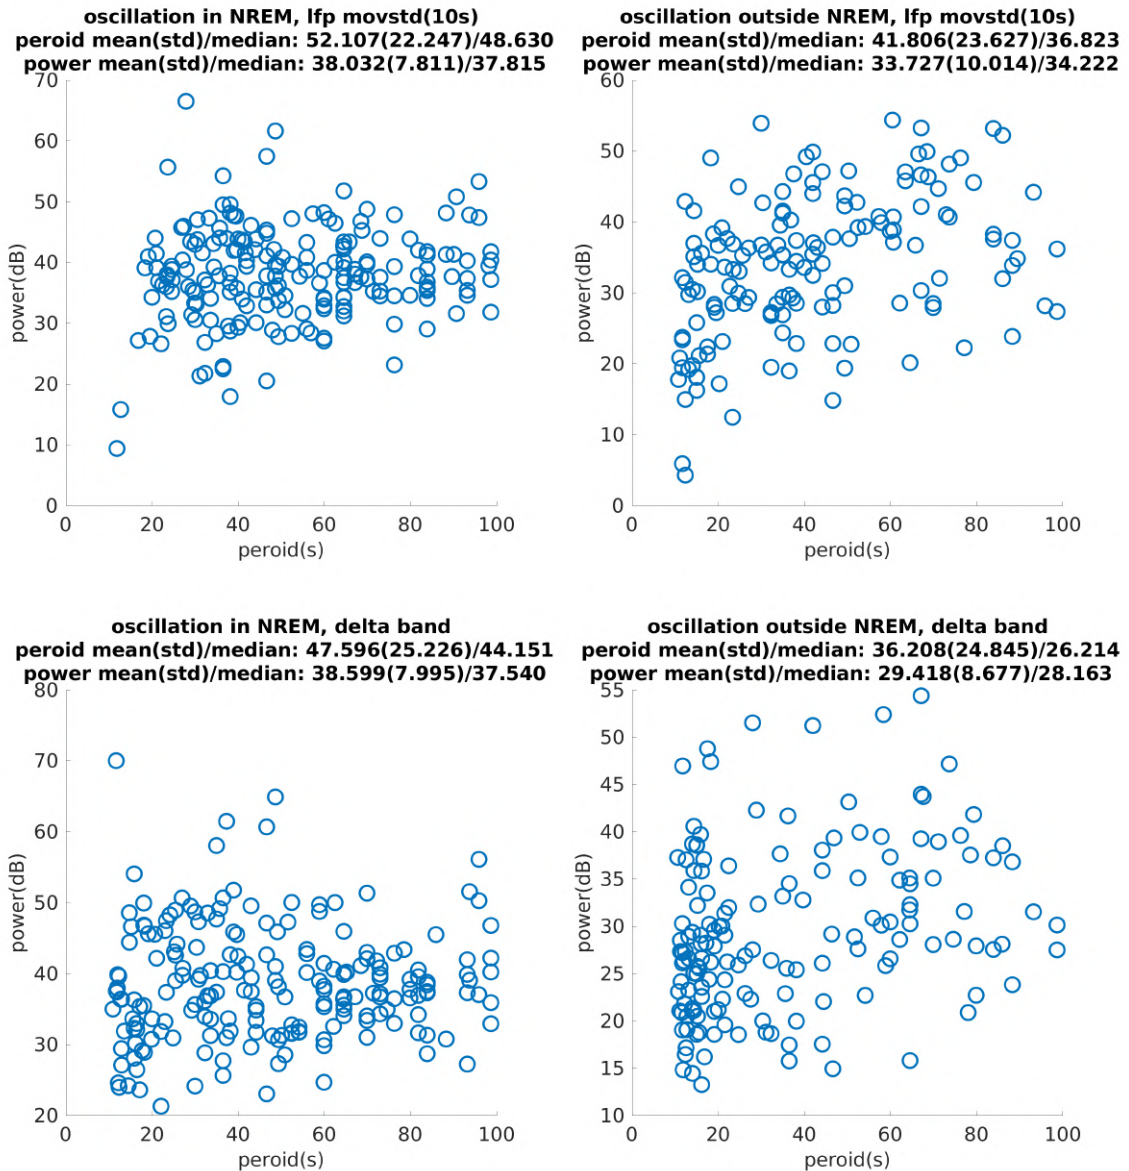 oscillation in NREM, lfp movstd(10s)
peroid mean(std)/median: 52.107(22.247)/48.630
power mean(std)/median: 38.032(7.811)/37.815
70
60
50
40
30
20
10
0
power(dB)
0 20 40 60 80 100
peroid(s)
oscillation outside NREM, lfp movstd(10s)
peroid mean(std)/median: 41.806(23.627)/36.823
power mean(std)/median: 33.727(10.014)/34.222
60
50
40
30
20
10
0
power(dB)
0 20 40 60 80 100
peroid(s)
oscillation in NREM, delta band
peroid mean(std)/median: 47.596(25.226)/44.151
power mean(std)/median: 38.599(7.995)/37.540
80
70
60
50
40
30
20
power(dB)
0 20 40 60 80 100
peroid(s)
oscillation outside NREM, delta band
peroid mean(std)/median: 36.208(24.845)/26.214
power mean(std)/median: 29.418(8.677)/28.163
55
50
45
40
35
30
25
20
15
10
power(dB)
0 20 40 60 80 100
peroid(s)